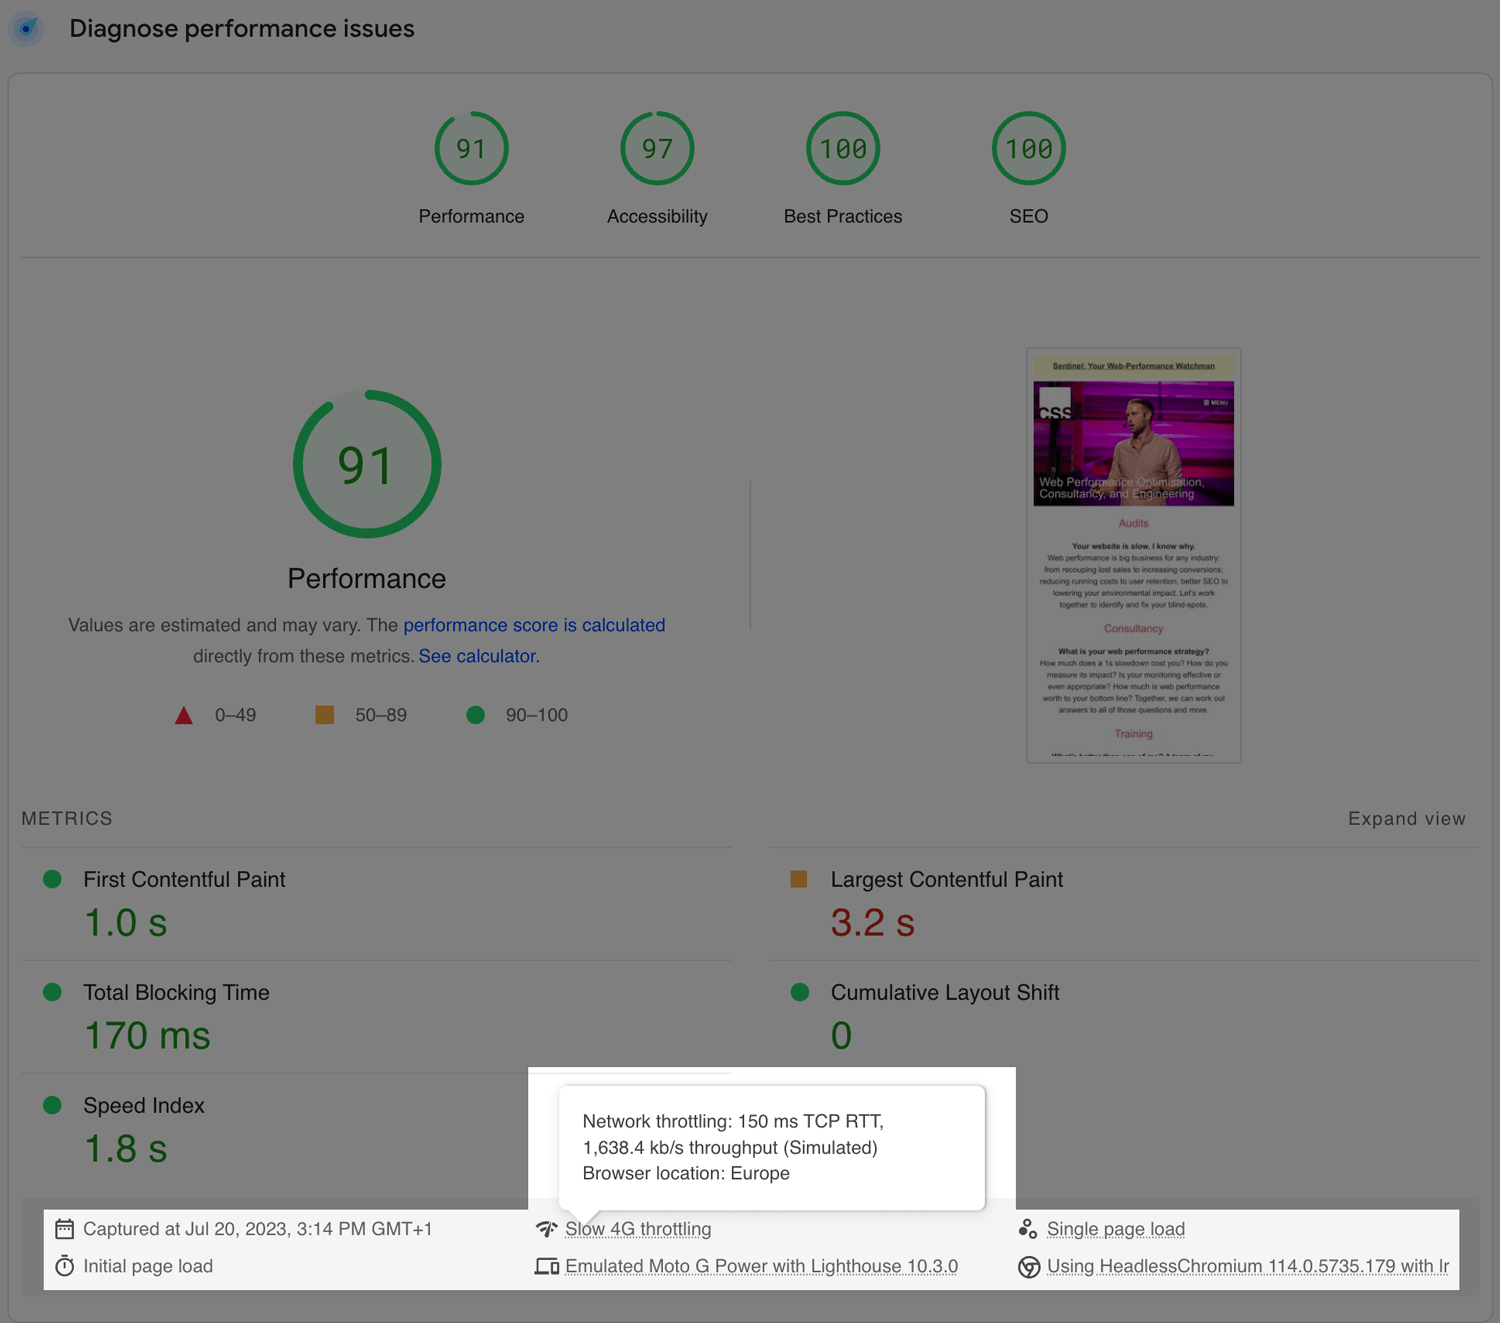 Diagnose performance issues
91
97
100
100
Performance
Accessibility
Best Practices
SEO
91
Performance
Values are estimated and may vary. The performance score is calculated
directly from these metrics. See calculator.
0–49
50–89
90–100
Sentinel: Your Web-Performance Watchman
CSS
MENU
Web Performance Optimisation,
Consultancy, and Engineering
Audits
Your website is slow. I know why.
Web performance is big business for any industry:
from recouping lost sales to increasing conversions;
reducing running costs to user retention; better SEO to
lowering your environmental impact. Let's work
together to identify and fix your blind-spots.
Consultancy
What is your web performance strategy?
How much does a 1s slowdown cost you? How do you
measure its impact? Is your monitoring effective or
even appropriate? How much is web performance
worth to your bottom line? Together, we can work out
answers to all of those questions and more.
Training
METRICS
Expand view
First Contentful Paint
1.0 s
Largest Contentful Paint
3.2 s
Total Blocking Time
170 ms
Cumulative Layout Shift
0
Speed Index
1.8 s
Network throttling: 150 ms TCP RTT,
1,638.4 kb/s throughput (Simulated)
Browser location: Europe
Captured at Jul 20, 2023, 3:14 PM GMT+1
Slow 4G throttling
Single page load
Initial page load
Emulated Moto G Power with Lighthouse 10.3.0
Using HeadlessChromium 114.0.5735.179 with lr